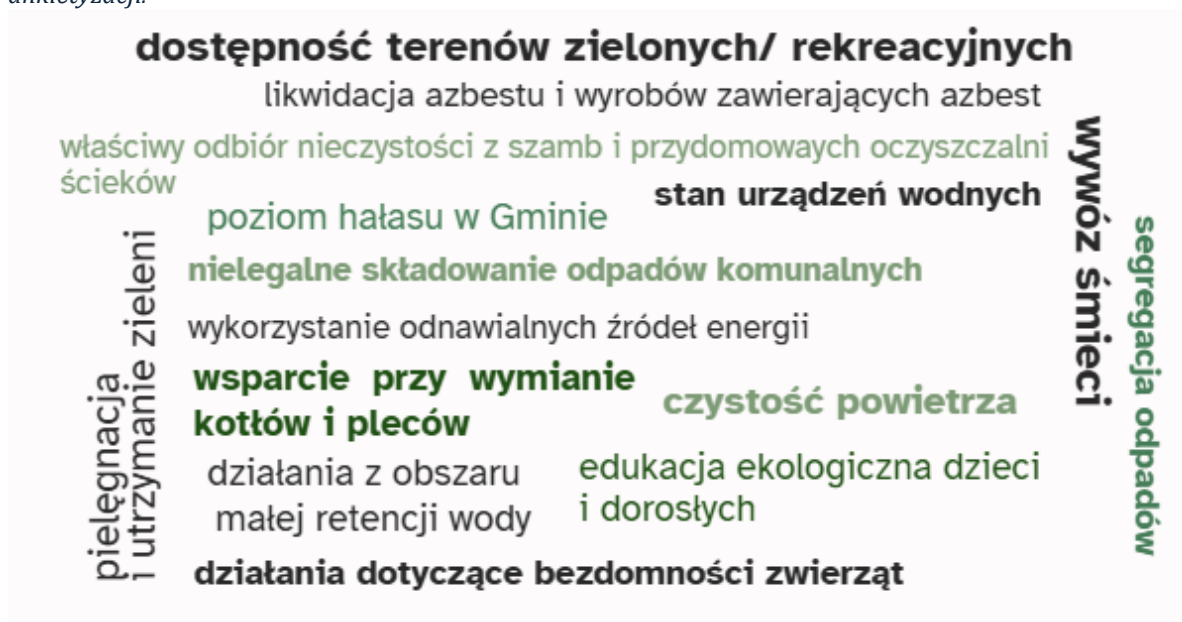 ankietyzacji.
dostępność terenów zielonych/ rekreacyjnych
likwidacja azbestu i wyrobów zawierających azbest
właściwy odbiór nieczystości z szamb i przydomowaych oczyszczalni
ścieków
stan urządzeń wodnych
poziom hałasu w Gminie
nielegalne składowanie odpadów komunalnych
wykorzystanie odnawialnych źródeł energii
wsparcie przy wymianie
kotłów i pleców
czystość powietrza
działania z obszaru
małej retencji wody
edukacja ekologiczna dzieci
i dorosłych
działania dotyczące bezdomności zwierząt
pielęgnacja
i utrzymanie zieleni
wywóz śmieci
segregacja odpadów